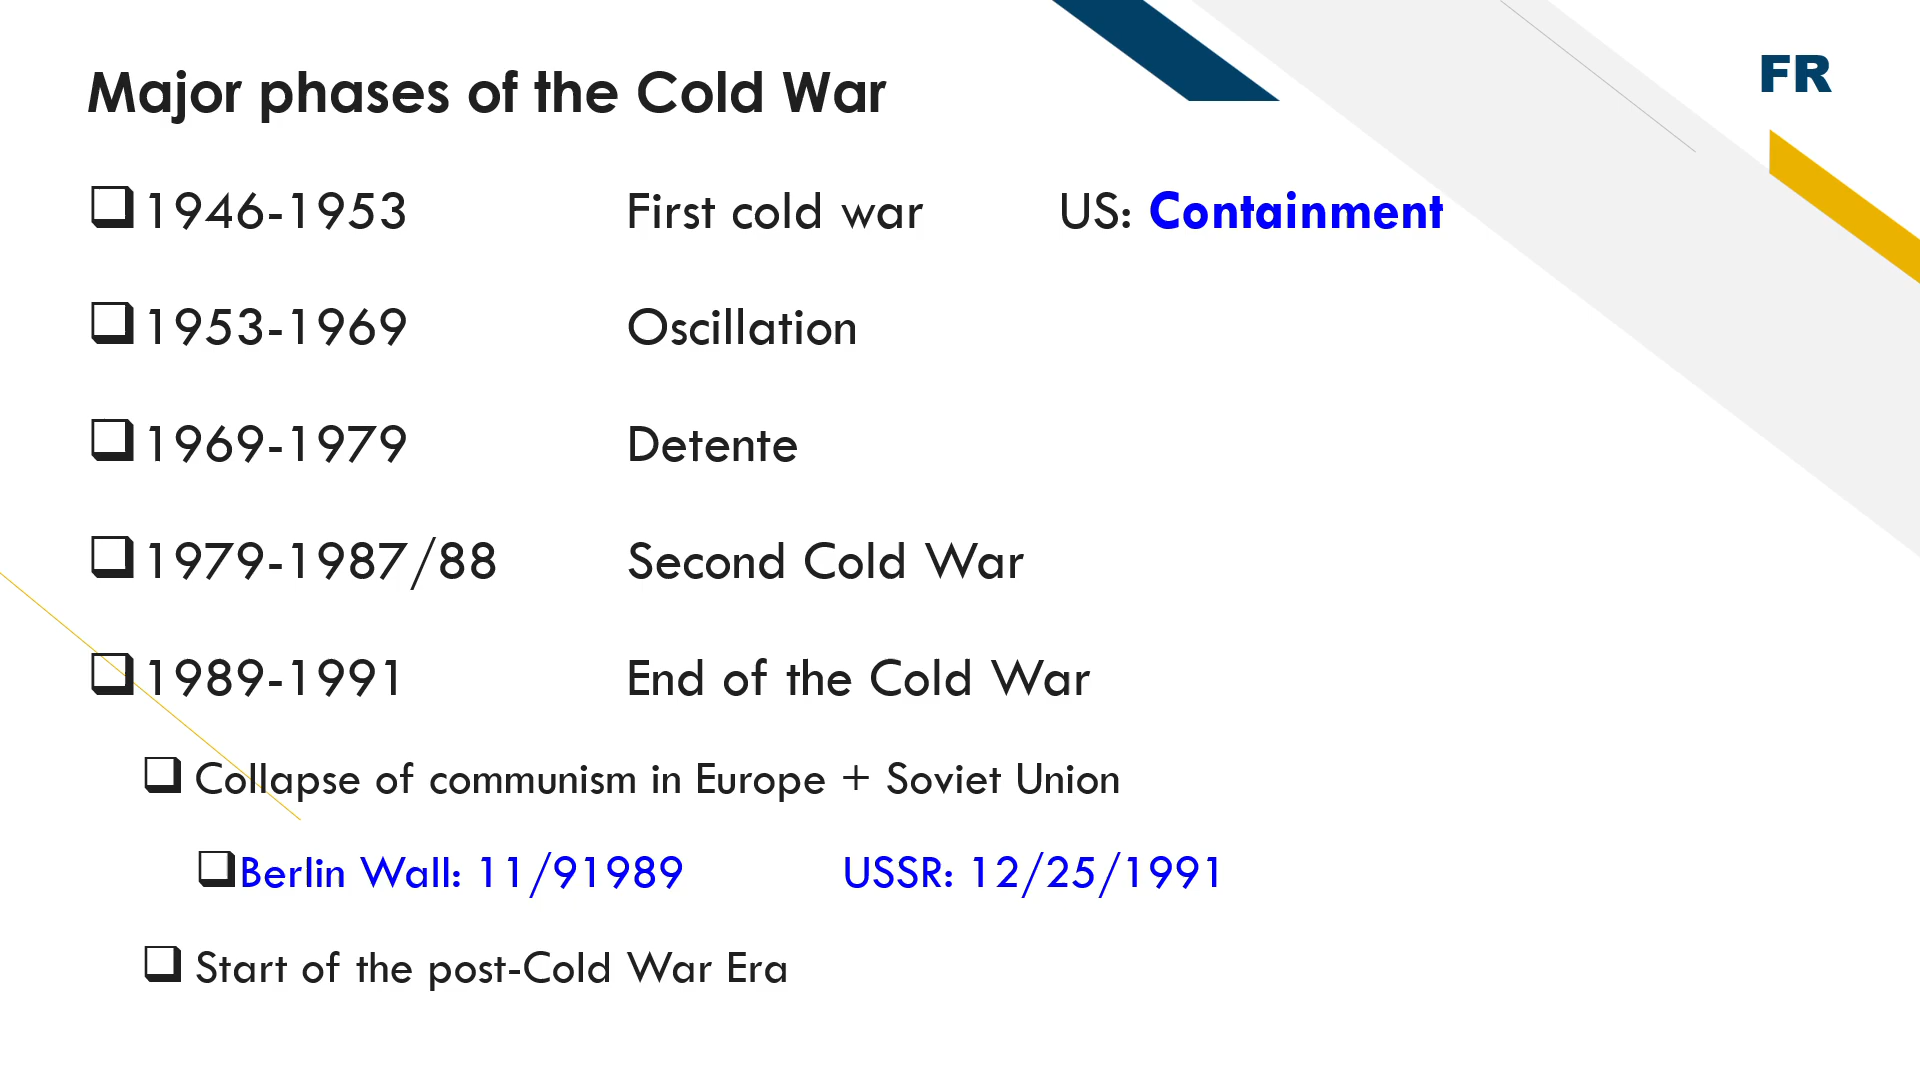 FR
Major phases of the Cold War
1946-1953 First cold war US: Containment
1953-1969 Oscillation
1969-1979 Detente
1979-1987/88 Second Cold War
1989-1991 End of the Cold War
Collapse of communism in Europe + Soviet Union
Berlin Wall: 11/91989 USSR: 12/25/1991
Start of the post-Cold War Era